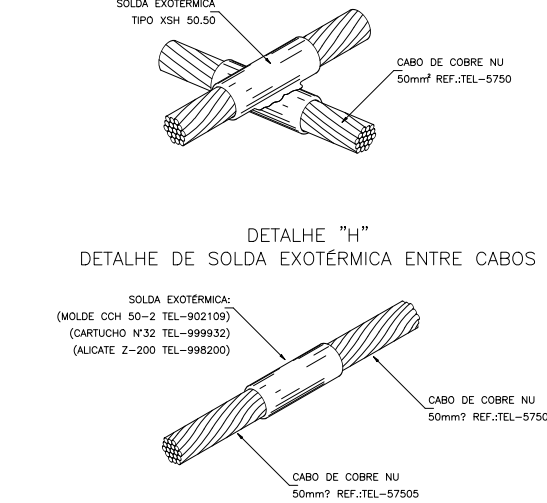 SOLDA EXOTÉRMICA
TIPO XSH 50.50
CABO DE COBRE NU
50mm² REF.:TEL-5750
DETALHE "H"
DETALHE DE SOLDA EXOTÉRMICA ENTRE CABOS
SOLDA EXOTÉRMICA:
(MOLDE CCH 50-2 TEL-902109)
(CARTUCHO N°32 TEL-999932)
(ALICATE Z-200 TEL-998200)
CABO DE COBRE NU
50mm? REF.:TEL-5750
CABO DE COBRE NU
50mm? REF.:TEL-57505